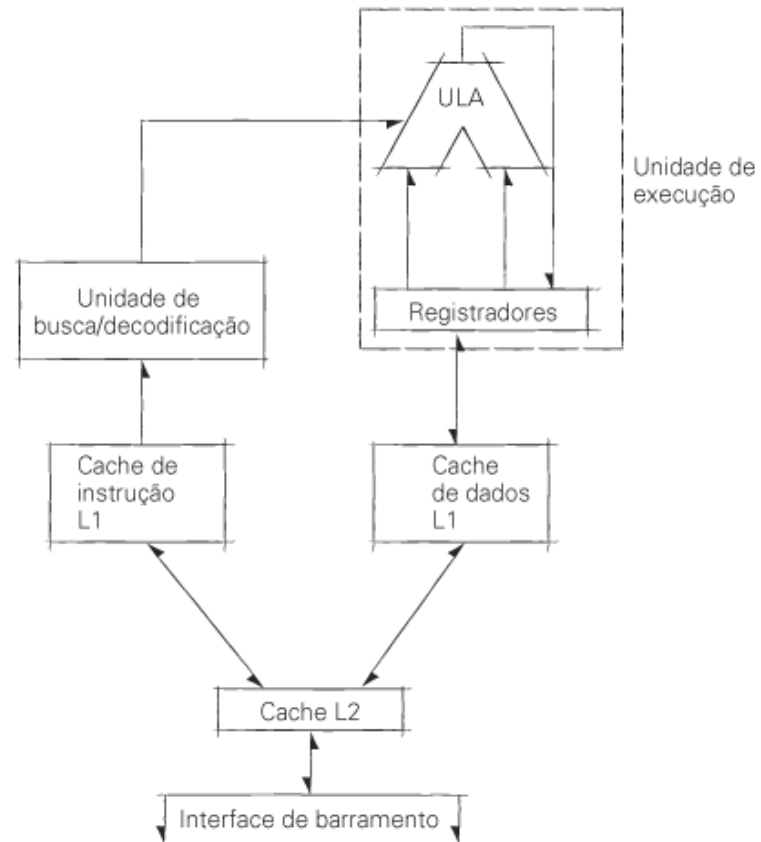 ULA
Unidade de
execução
Unidade de
busca/decodificação
Registradores
Cache de
instrução
L1
Cache
de dados
L1
Cache L2
Interface de barramento